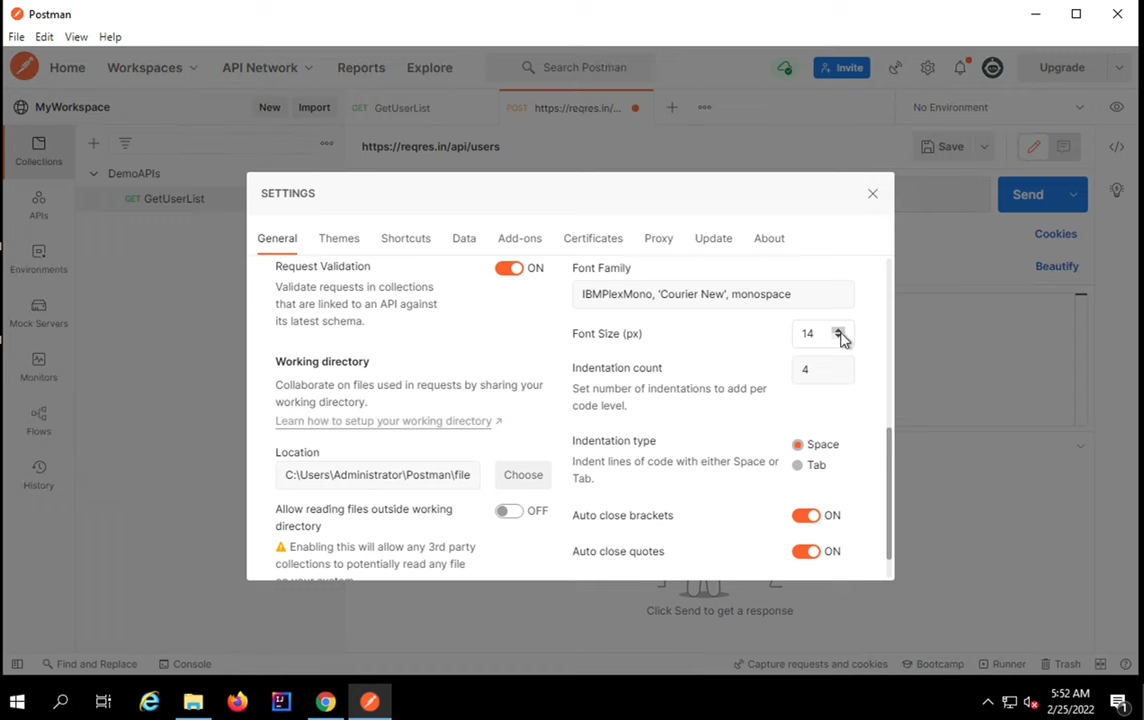 Postman
File Edit View Help
Home Workspaces API Network Reports Explore Search Postman Invite Upgrade
MyWorkspace New Import GET GetUserList POST https://reqres.in/... No Environment
Collections
DemoAPIs
GET GetUserList
https://reqres.in/api/users
Save
Send
APIs
Environments
Mock Servers
Monitors
Flows
History
Cookies
Beautify
SETTINGS
General Themes Shortcuts Data Add-ons Certificates Proxy Update About
Request Validation ON
Validate requests in collections
that are linked to an API against
its latest schema.
Working directory
Collaborate on files used in requests by sharing your
working directory.
Learn how to setup your working directory
Location
C:\Users\Administrator\Postman\file
Choose
Allow reading files outside working
directory
OFF
Enabling this will allow any 3rd party
collections to potentially read any file
on your system.
Font Family
IBMPlexMono, 'Courier New', monospace
Font Size (px) 14
Indentation count 4
Set number of indentations to add per
code level.
Indentation type
Indent lines of code with either Space or
Tab.
Space
Tab
Auto close brackets ON
Auto close quotes ON
Click Send to get a response
Find and Replace Console Capture requests and cookies Bootcamp Runner Trash
5:52 AM
2/25/2022
1